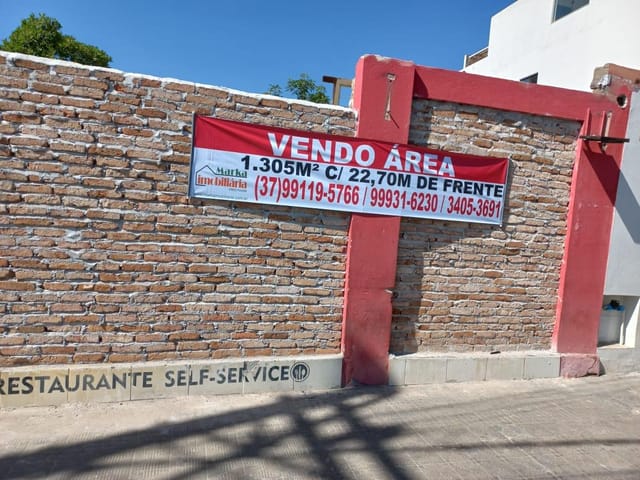 VENDO ÁREA
1.305M² C/ 22,70M DE FRENTE
Marka
imobiliária
(37)99119-5766 / 99931-6230 / 3405-3691
RESTAURANTE SELF-SERVICE